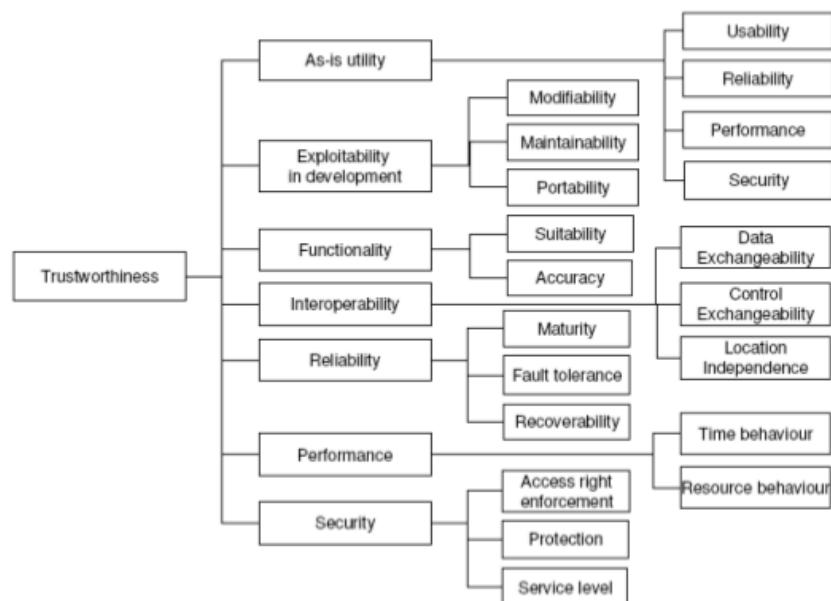 Trustworthiness
As-is utility
Usability
Reliability
Performance
Security
Exploitability
in development
Modifiability
Maintainability
Portability
Functionality
Suitability
Accuracy
Interoperability
Data
Exchangeability
Control
Exchangeability
Location
Independence
Reliability
Maturity
Fault tolerance
Recoverability
Performance
Time behaviour
Resource behaviour
Security
Access right
enforcement
Protection
Service level